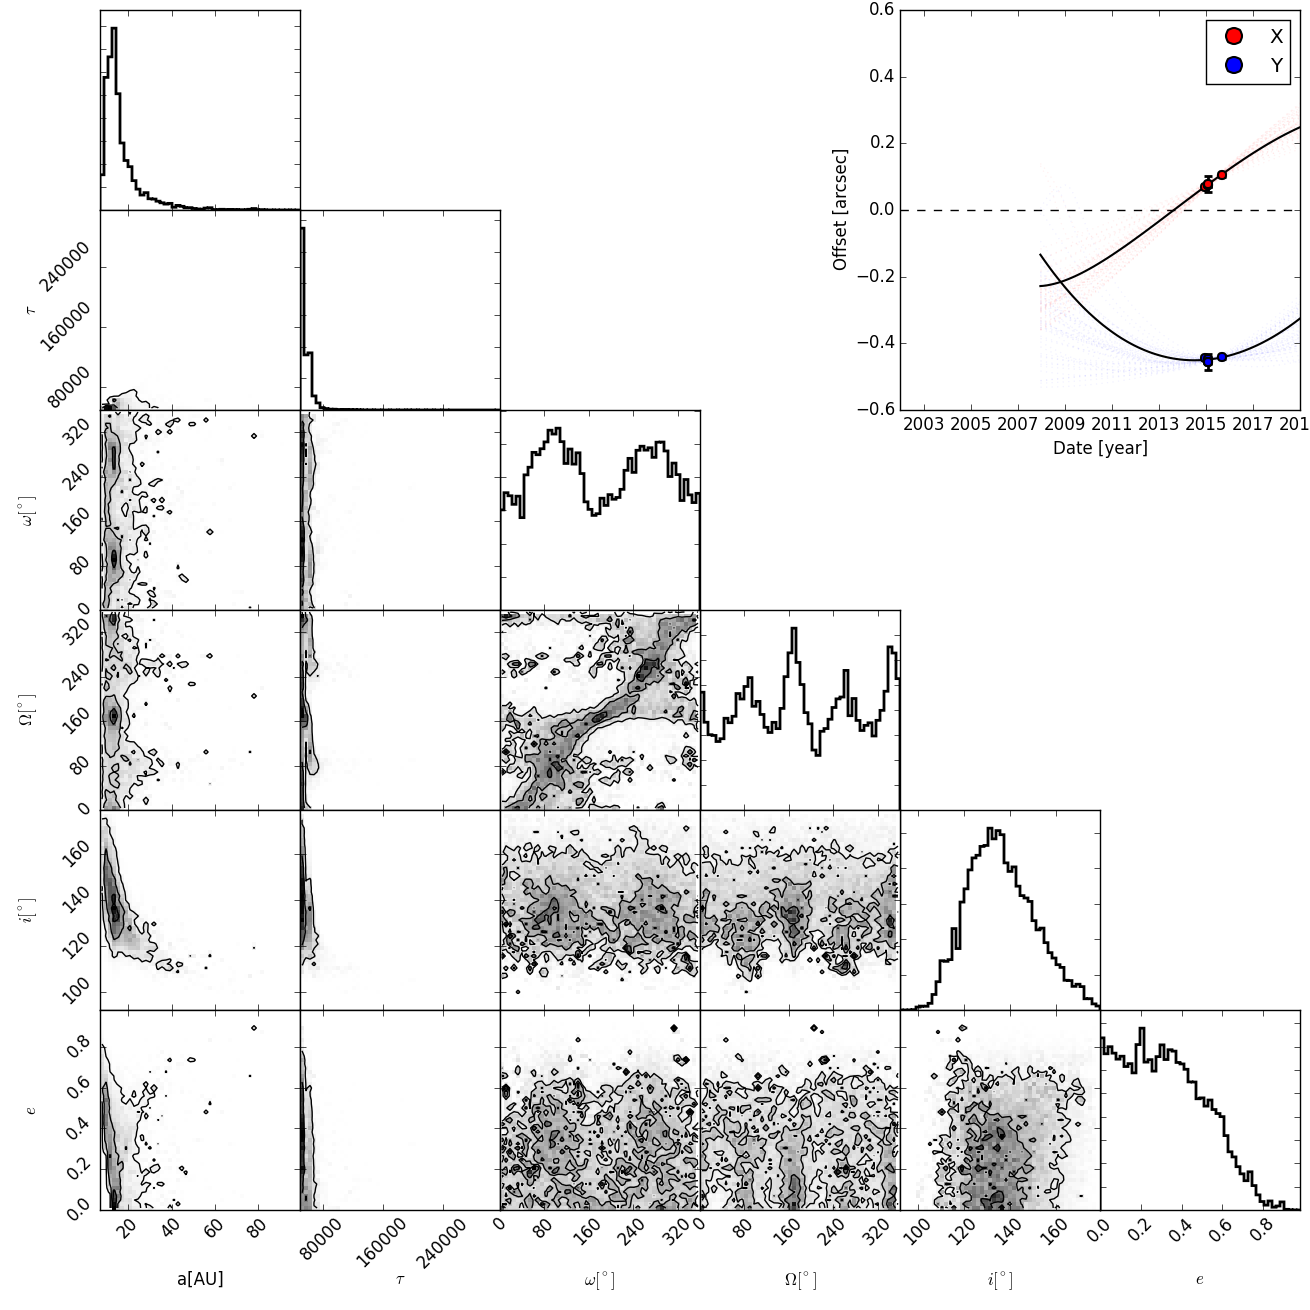 0.6
X
Y
0.4
0.2
0.0
−0.2
−0.4
−0.6
Offset [arcsec]
2003 2005 2007 2009 2011 2013 2015 2017 201
Date [year]
240000
160000
80000
τ
320
240
160
80
0
ω[°]
320
240
160
80
0
Ω[°]
160
140
120
100
i[°]
0.8
0.6
0.4
0.2
0.0
e
20 40 60 80
80000 160000 240000
0 80 160 240 320
0 80 160 240 320
100 120 140 160
0.0 0.2 0.4 0.6 0.8
a[AU] τ ω[°] Ω[°] i[°] e